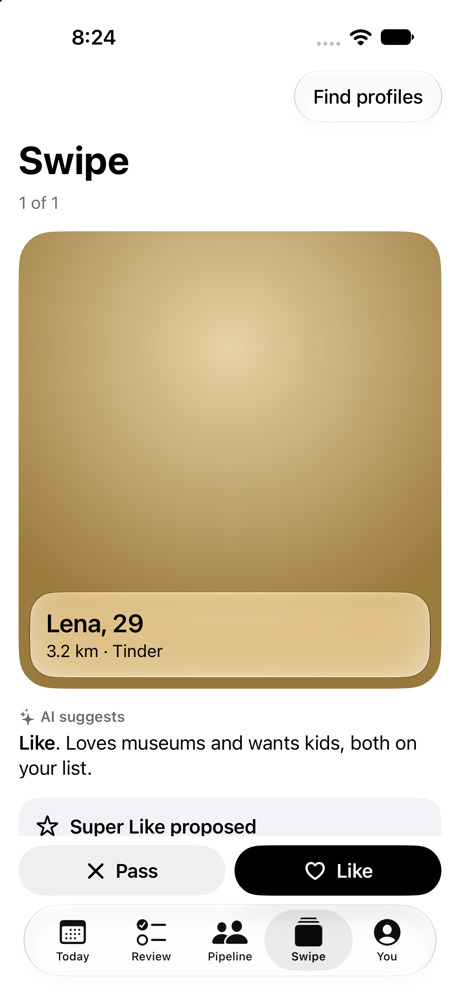 8:24
Find profiles
Swipe
1 of 1
Lena, 29
3.2 km · Tinder
AI suggests
Like. Loves museums and wants kids, both on
your list.
Super Like proposed
Pass
Like
Today
Review
Pipeline
Swipe
You